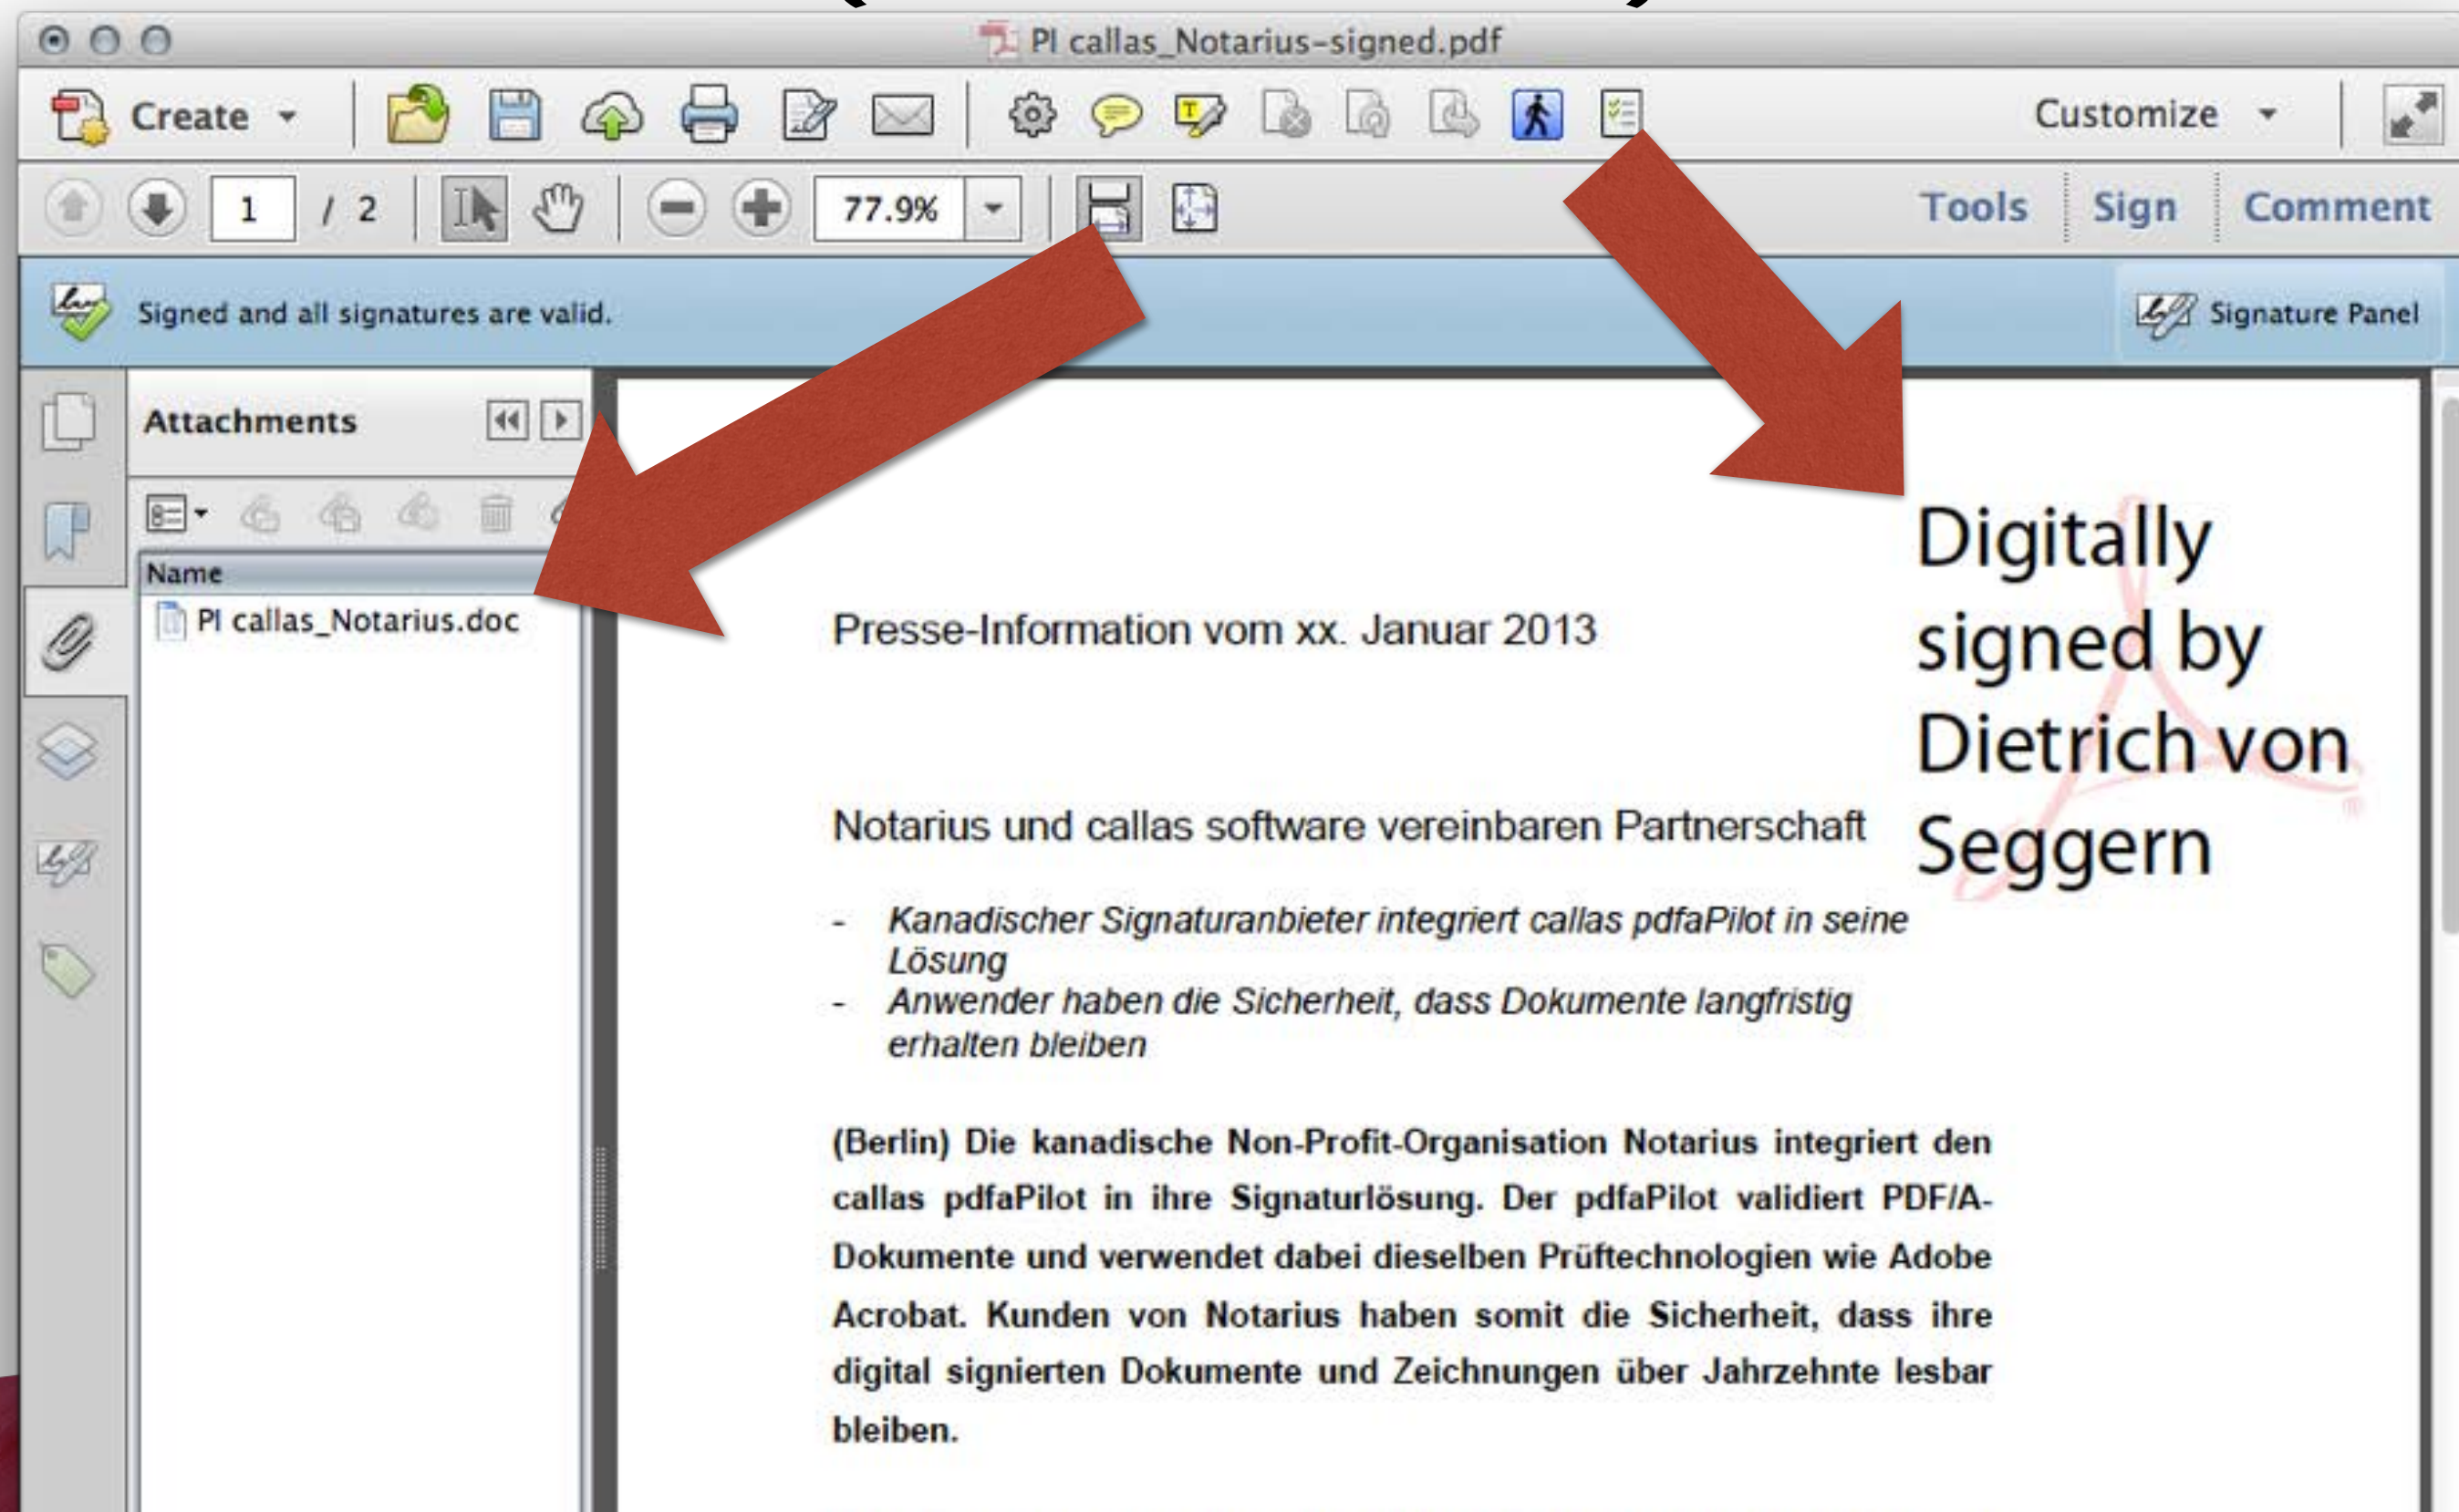 PI callas_Notarius-signed.pdf
Create
Customize
1 / 2
77.9%
Tools Sign Comment
Signed and all signatures are valid.
Signature Panel
Attachments
Name
PI callas_Notarius.doc
Digitally
signed by
Dietrich von
Seggern
Presse-Information vom xx. Januar 2013
Notarius und callas software vereinbaren Partnerschaft
- Kanadischer Signaturanbieter integriert callas pdfaPilot in seine
Lösung
- Anwender haben die Sicherheit, dass Dokumente langfristig
erhalten bleiben
(Berlin) Die kanadische Non-Profit-Organisation Notarius integriert den
callas pdfaPilot in ihre Signaturlösung. Der pdfaPilot validiert PDF/A-
Dokumente und verwendet dabei dieselben Prüftechnologien wie Adobe
Acrobat. Kunden von Notarius haben somit die Sicherheit, dass ihre
digital signierten Dokumente und Zeichnungen über Jahrzehnte lesbar
bleiben.